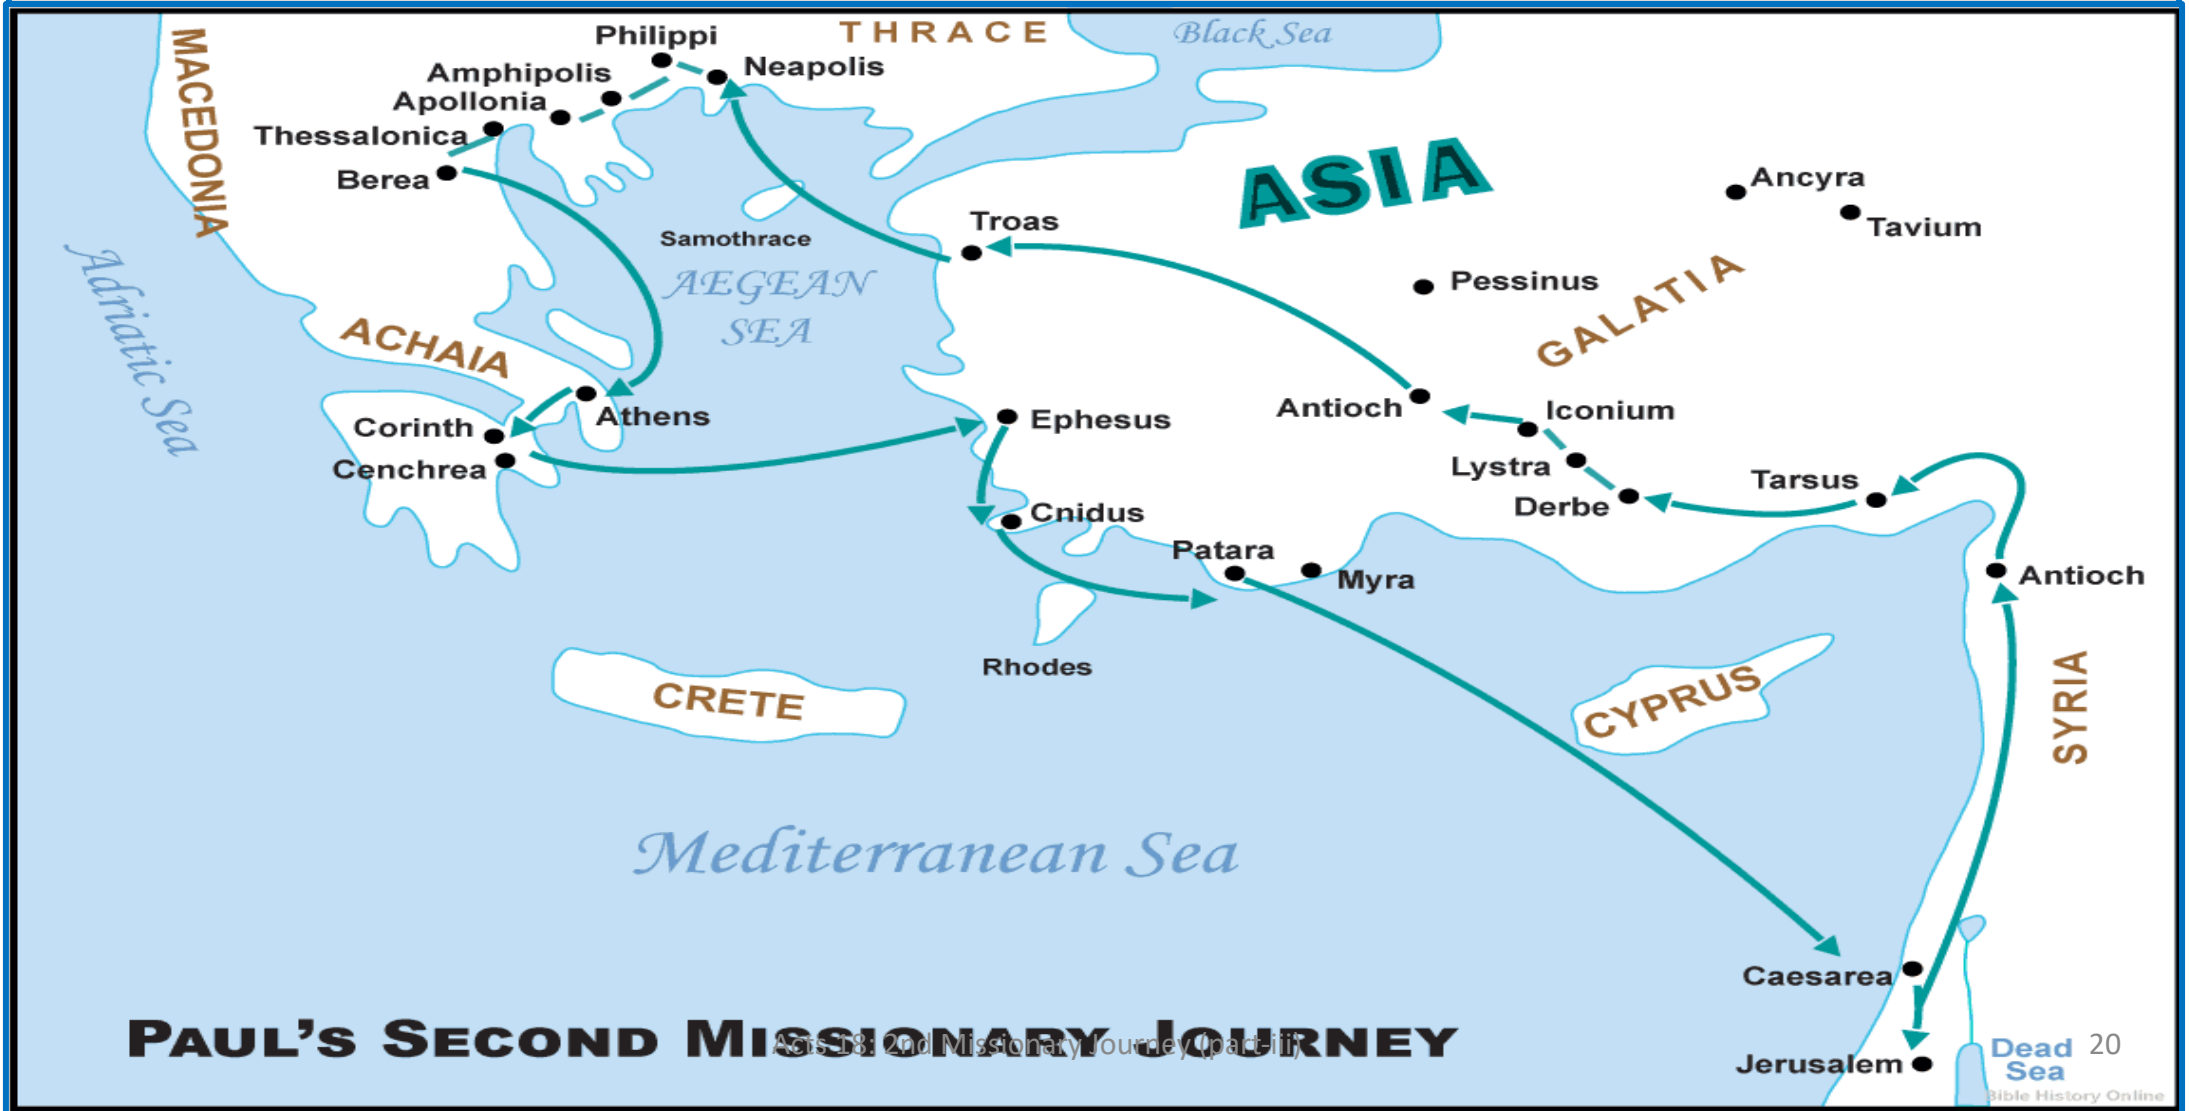 THRACE
Black Sea
MACEDONIA
Philippi
Neapolis
Amphipolis
Apollonia
Thessalonica
Berea
ASIA
Ancyra
Tavium
Troas
Samothrace
AEGEAN
SEA
Adriatic Sea
Pessinus
GALATIA
ACHAIA
Athens
Corinth
Cenchrea
Ephesus
Antioch
Iconium
Lystra
Derbe
Tarsus
Cnidus
Patara
Myra
Antioch
Rhodes
CRETE
CYPRUS
SYRIA
Mediterranean Sea
Caesarea
Jerusalem
Dead
Sea
PAUL'S SECOND MISSIONARY JOURNEY
Acts 18: 2nd Missionary Journey (part-iii)
20
Bible History Online